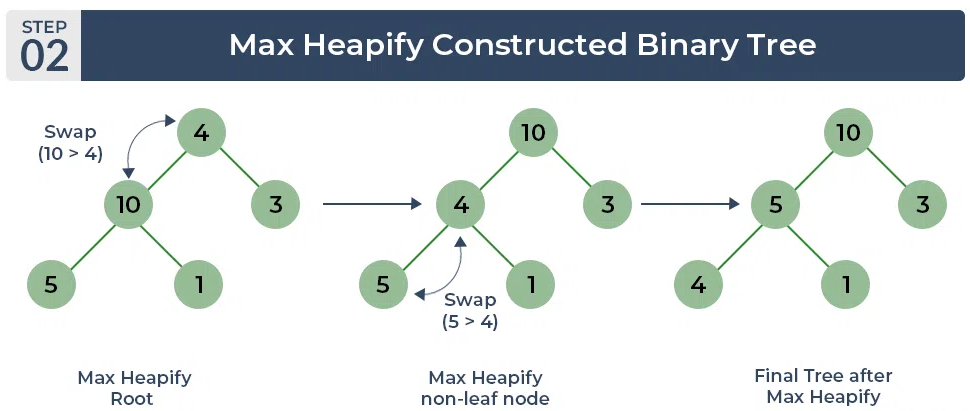 STEP
02
Max Heapify Constructed Binary Tree
Swap
(10 > 4)
4
10
3
5
1
Max Heapify
Root
10
4
3
5
1
Swap
(5 > 4)
Max Heapify
non-leaf node
10
5
3
4
1
Final Tree after
Max Heapify